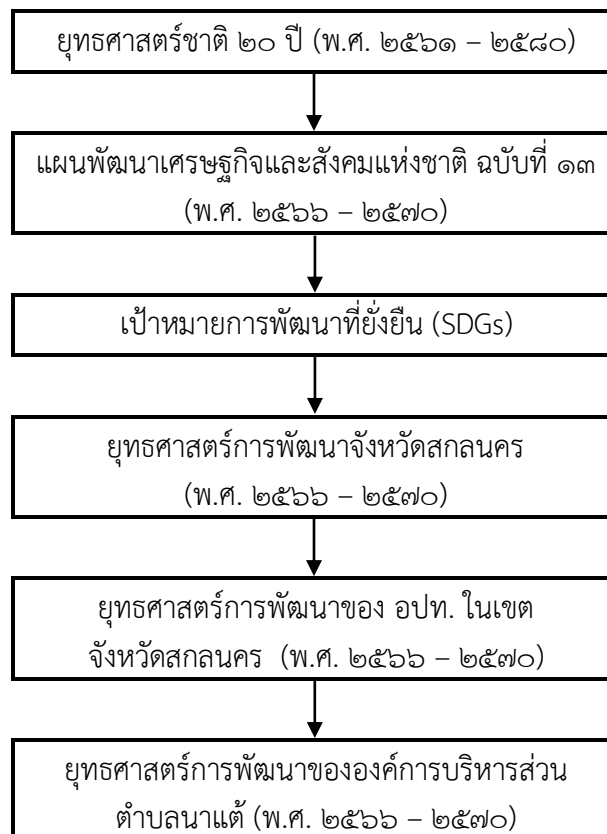 ยุทธศาสตร์ชาติ ๒๐ ปี (พ.ศ. ๒๕๖๑ – ๒๕๘๐)
แผนพัฒนาเศรษฐกิจและสังคมแห่งชาติ ฉบับที่ ๑๓
(พ.ศ. ๒๕๖๖ – ๒๕๗๐)
เป้าหมายการพัฒนาที่ยั่งยืน (SDGs)
ยุทธศาสตร์การพัฒนาจังหวัดสกลนคร
(พ.ศ. ๒๕๖๖ – ๒๕๗๐)
ยุทธศาสตร์การพัฒนาของ อปท. ในเขต
จังหวัดสกลนคร (พ.ศ. ๒๕๖๖ – ๒๕๗๐)
ยุทธศาสตร์การพัฒนาขององค์การบริหารส่วน
ตำบลนาแต้ (พ.ศ. ๒๕๖๖ – ๒๕๗๐)